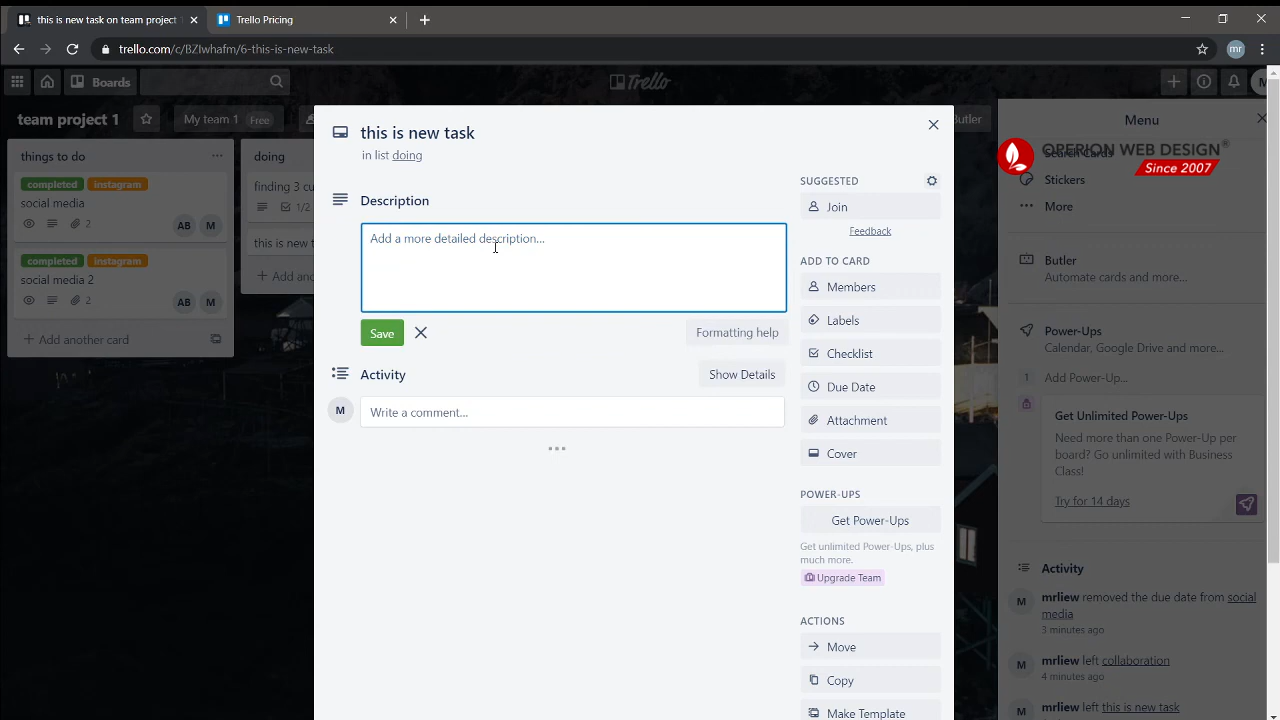 this is new task on team project
Trello Pricing
trello.com/c/BZlwhafm/6-this-is-new-task
mr
Boards
Trello
M
team project 1
My team 1 Free
Butler
Menu
things to do
completed instagram
social media
2
AB M
completed instagram
social media 2
2
AB M
Add another card
doing
finding 3 cu
1/2
this is new t
Add ano
this is new task
in list doing
Description
Add a more detailed description...
Save
Formatting help
Activity
Show Details
M
Write a comment...
SUGGESTED
Join
Feedback
ADD TO CARD
Members
Labels
Checklist
Due Date
Attachment
Cover
POWER-UPS
Get Power-Ups
Get unlimited Power-Ups, plus
much more.
Upgrade Team
ACTIONS
Move
Copy
Make Template
OPERION WEB DESIGN®
Since 2007
Search Cards
Stickers
More
Butler
Automate cards and more...
Power-Ups
Calendar, Google Drive and more...
1 Add Power-Up...
Get Unlimited Power-Ups
Need more than one Power-Up per
board? Go unlimited with Business
Class!
Try for 14 days
Activity
M mrliew removed the due date from social
media
3 minutes ago
M mrliew left collaboration
4 minutes ago
M mrliew left this is new task